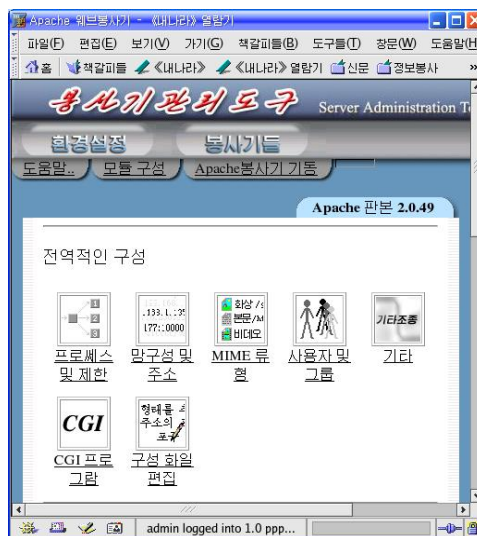 Apache 웨브봉사기 - 《내나라》 열람기
파일(F) 편집(E) 보기(V) 가기(G) 책갈피들(B) 도구들(T) 창문(W) 도움말(H
홈 책갈피들 《내나라》 《내나라》 열람기 신문 정보봉사 »
봉사기관리도구 Server Administration T
환경설정 봉사기들
도움말.. 모듈 구성 Apache봉사기 기동
Apache 판본 2.0.49
전역적인 구성
프로쎄스 및 제한
망구성 및 주소
MIME 류형
사용자 및 그룹
기타조종
기타
CGI
CGI 프로그람
구성 화일 편집
admin logged into 1.0 ppp...